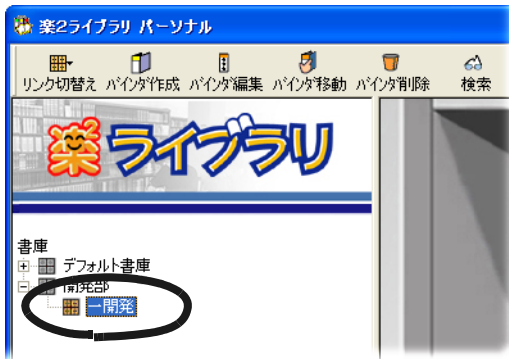 楽2ライブラリ パーソナル
リンク切替え バインダ作成 バインダ編集 バインダ移動 バインダ削除 検索
楽2 ライブラリ
書庫
デフォルト書庫
開発部
一開発